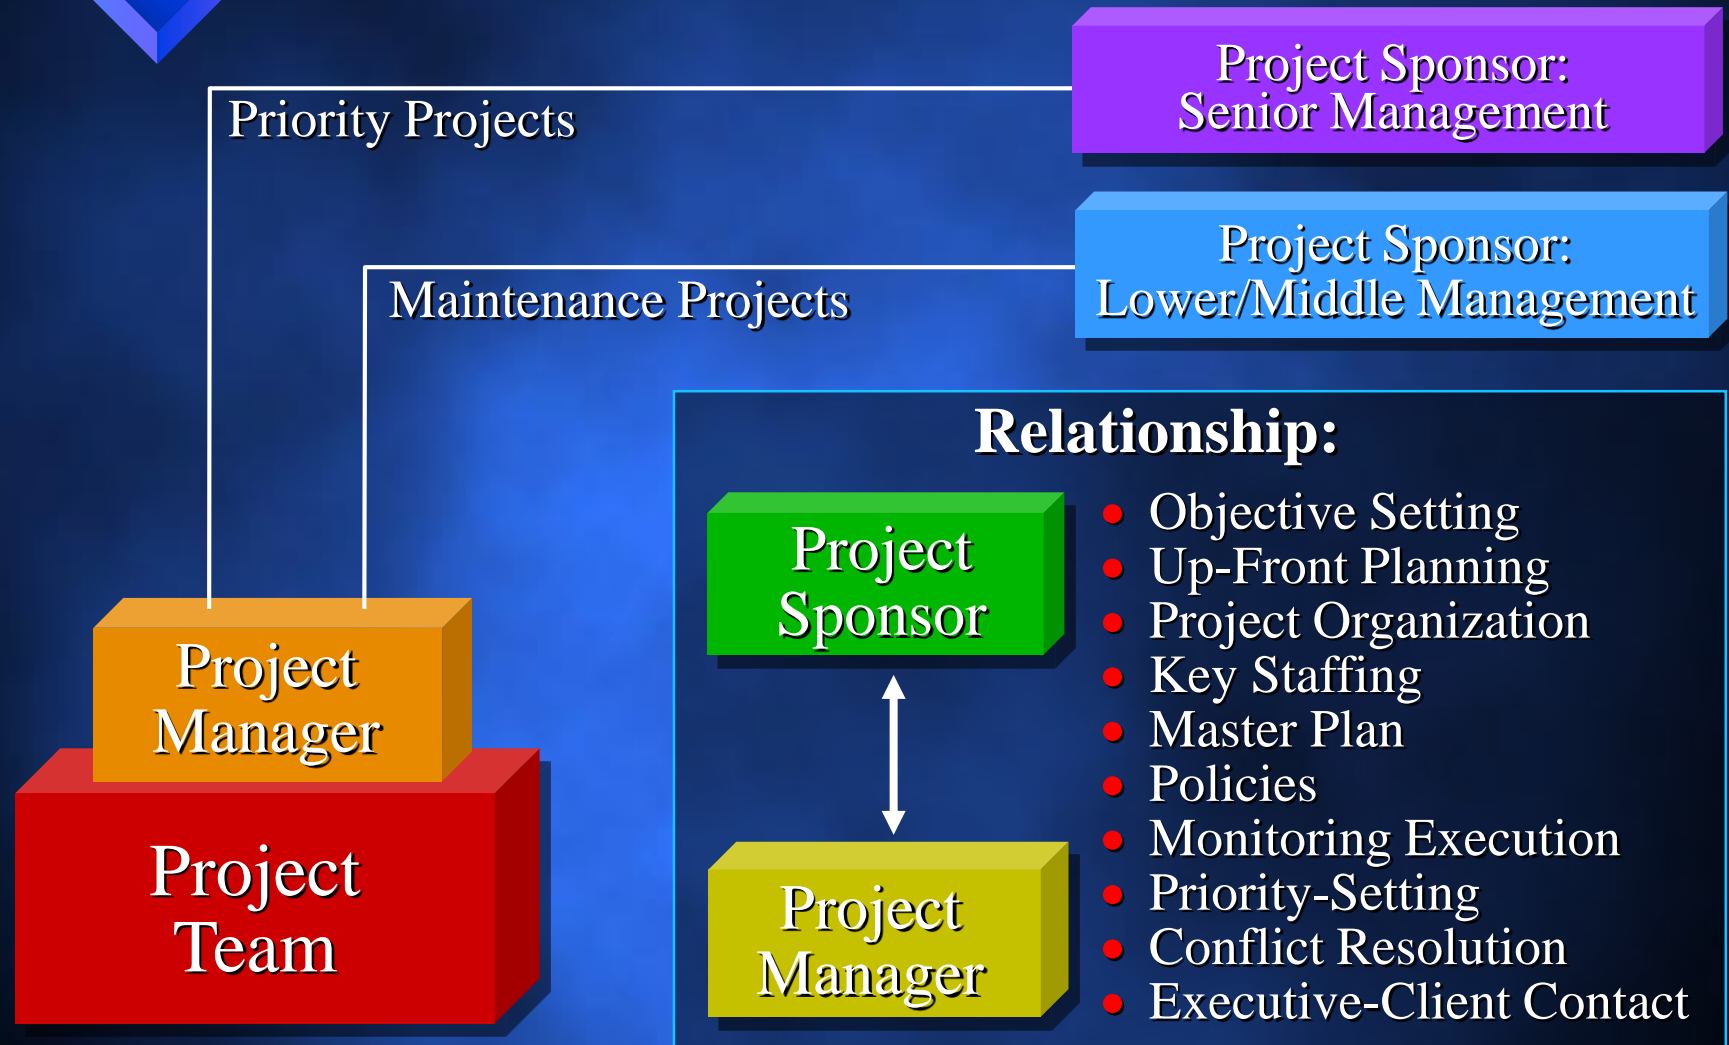 Project Sponsor:
Senior Management
Priority Projects
Project Sponsor:
Lower/Middle Management
Maintenance Projects
Project
Manager
Project
Team
Relationship:
Project
Sponsor
Project
Manager
• Objective Setting
• Up-Front Planning
• Project Organization
• Key Staffing
• Master Plan
• Policies
• Monitoring Execution
• Priority-Setting
• Conflict Resolution
• Executive-Client Contact